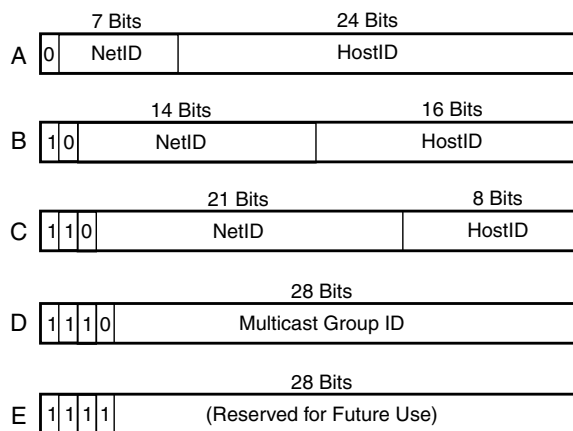 7 Bits 24 Bits
A 0 NetID HostID
14 Bits 16 Bits
B 1 0 NetID HostID
21 Bits 8 Bits
C 1 1 0 NetID HostID
28 Bits
D 1 1 1 0 Multicast Group ID
28 Bits
E 1 1 1 1 (Reserved for Future Use)